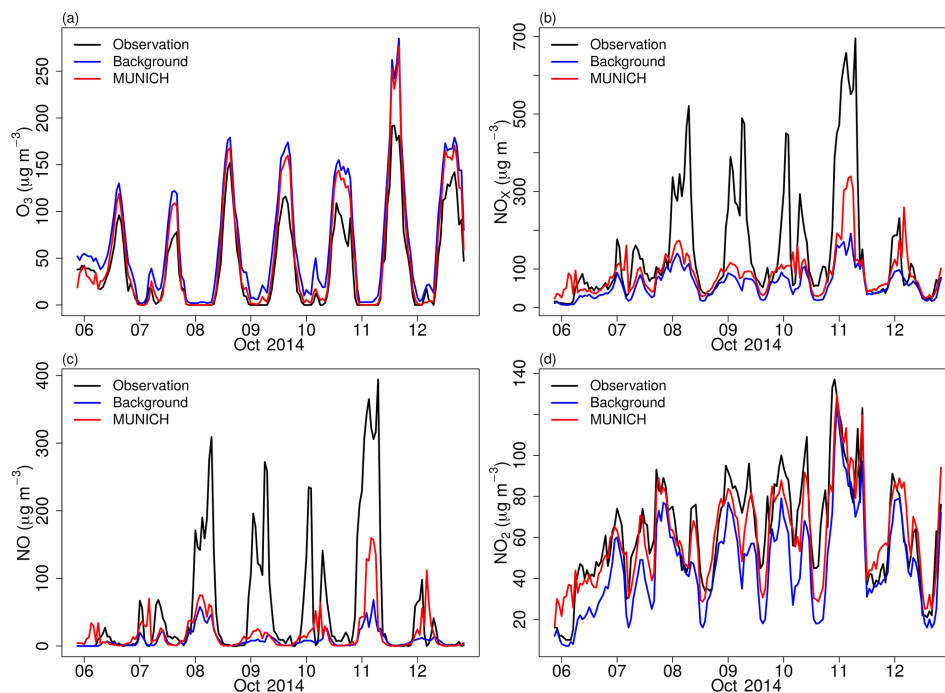 (a)
Observation
Background
MUNICH
O3 (μg m−3)
0 50 100 150 200 250
06 07 08 09 10 11 12
Oct 2014
(b)
Observation
Background
MUNICH
NOX (μg m−3)
0 100 300 500 700
06 07 08 09 10 11 12
Oct 2014
(c)
Observation
Background
MUNICH
NO (μg m−3)
0 100 200 300 400
06 07 08 09 10 11 12
Oct 2014
(d)
Observation
Background
MUNICH
NO2 (μg m−3)
20 40 60 80 100 140
06 07 08 09 10 11 12
Oct 2014